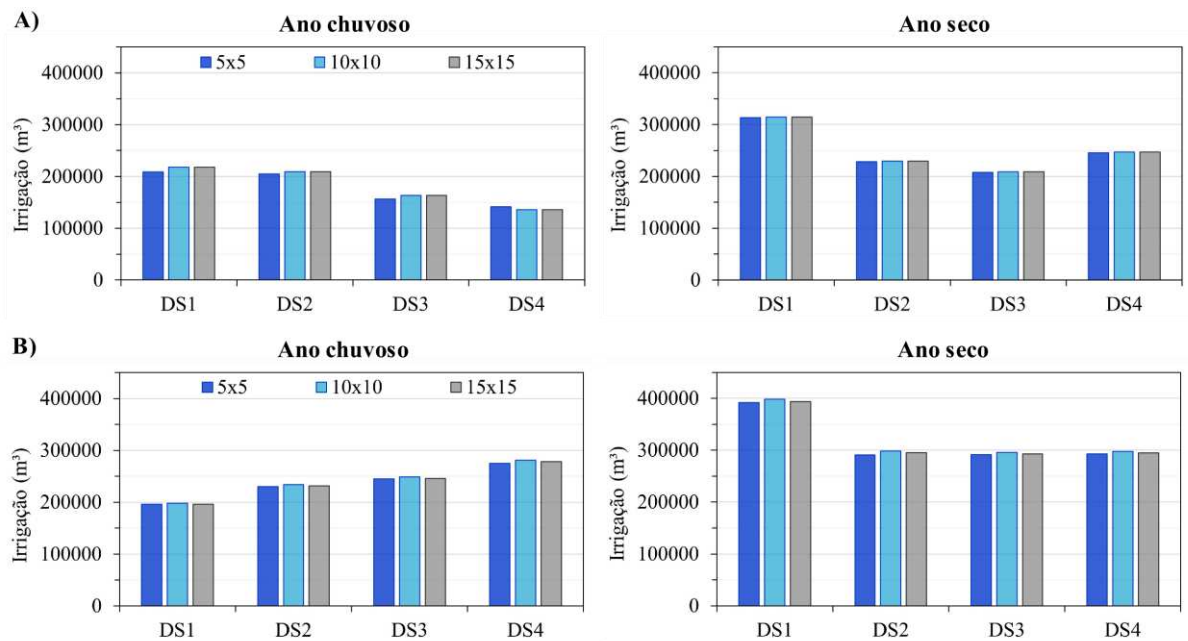 A)
Ano chuvoso
5x5 10x10 15x15
Irrigação (m³)
400000
300000
200000
100000
0
DS1 DS2 DS3 DS4
Ano seco
Irrigação (m³)
400000
300000
200000
100000
0
DS1 DS2 DS3 DS4
B)
Ano chuvoso
5x5 10x10 15x15
Irrigação (m³)
400000
300000
200000
100000
0
DS1 DS2 DS3 DS4
Ano seco
Irrigação (m³)
400000
300000
200000
100000
0
DS1 DS2 DS3 DS4